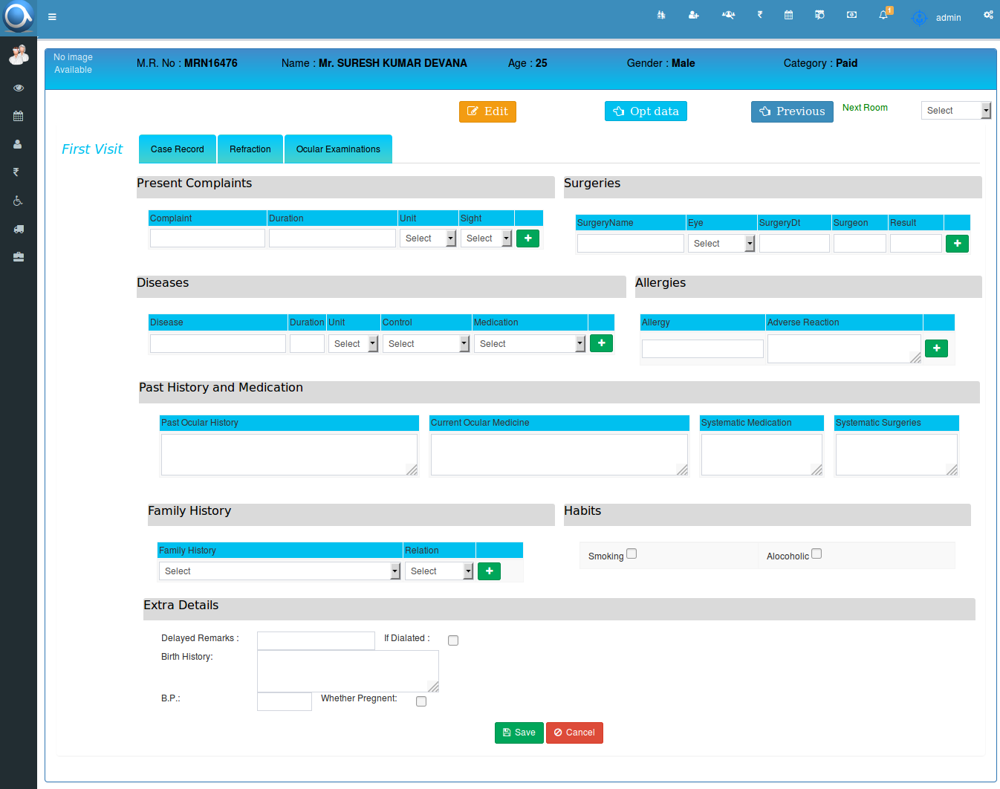 1
admin
No image
Available
M.R. No : MRN16476
Name : Mr. SURESH KUMAR DEVANA
Age : 25
Gender : Male
Category : Paid
Edit
Opt data
Previous
Next Room
Select
First Visit
Case Record
Refraction
Ocular Examinations
Present Complaints
Complaint Duration Unit Sight
Select Select
Surgeries
SurgeryName Eye SurgeryDt Surgeon Result
Select
Diseases
Disease Duration Unit Control Medication
Select Select Select
Allergies
Allergy Adverse Reaction
Past History and Medication
Past Ocular History Current Ocular Medicine Systematic Medication Systematic Surgeries
Family History
Family History Relation
Select Select
Habits
Smoking Alocoholic
Extra Details
Delayed Remarks : If Dialated :
Birth History:
B.P.: Whether Pregnent:
Save Cancel